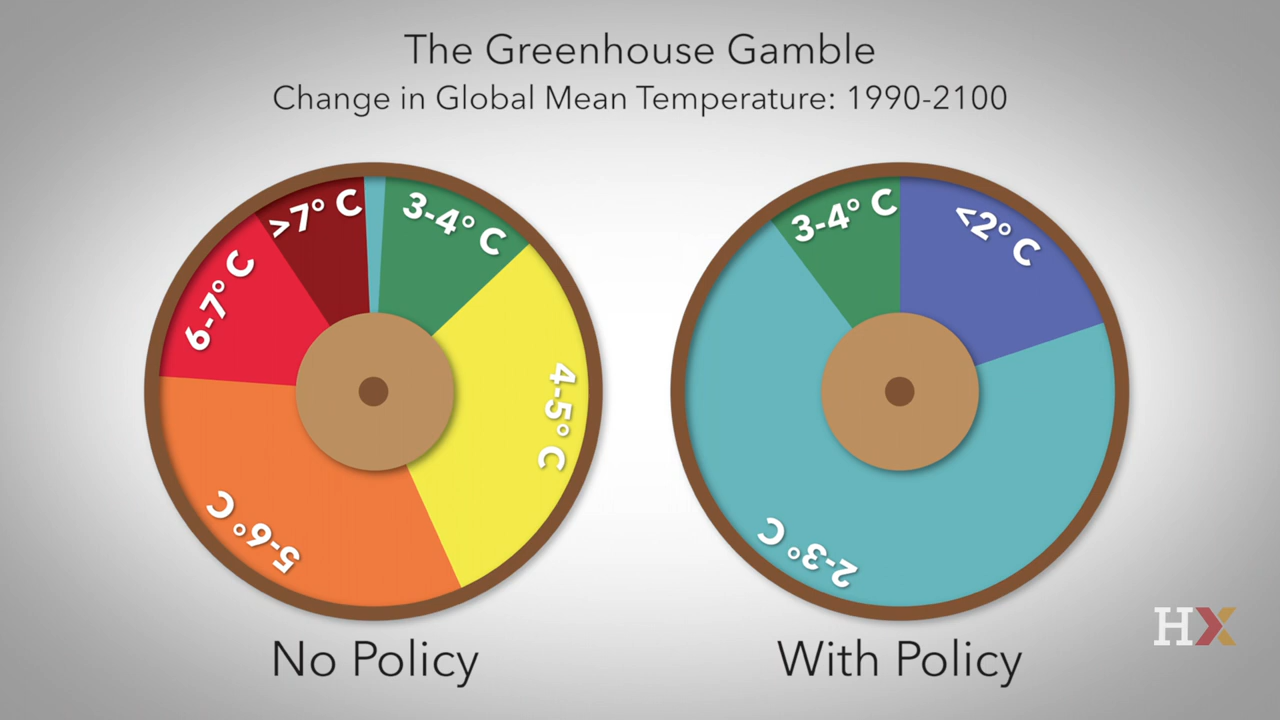 The Greenhouse Gamble
Change in Global Mean Temperature: 1990-2100
>7° C
3-4° C
6-7° C
4-5° C
5-6° C
3-4° C
<2° C
2-3° C
No Policy
With Policy
HX